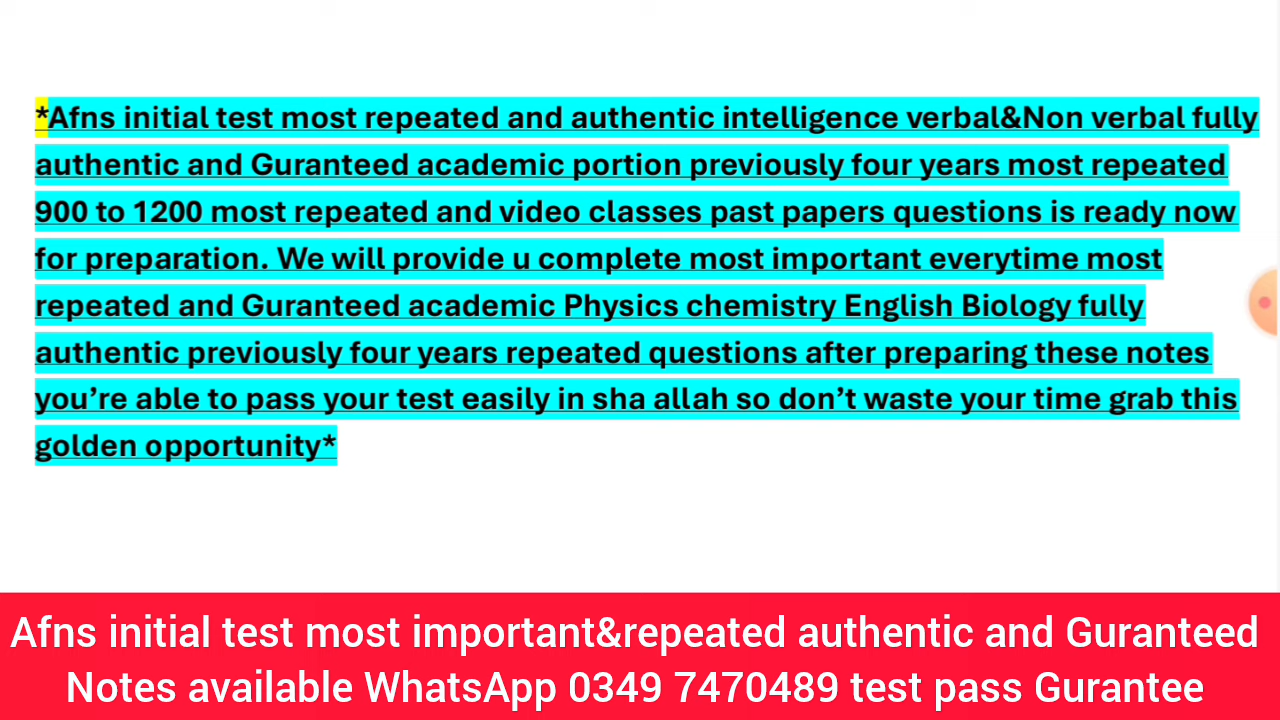 *Afns initial test most repeated and authentic intelligence verbal&Non verbal fully
authentic and Guranteed academic portion previously four years most repeated
900 to 1200 most repeated and video classes past papers questions is ready now
for preparation. We will provide u complete most important everytime most
repeated and Guranteed academic Physics chemistry English Biology fully
authentic previously four years repeated questions after preparing these notes
you’re able to pass your test easily in sha allah so don’t waste your time grab this
golden opportunity*
Afns initial test most important&repeated authentic and Guranteed
Notes available WhatsApp 0349 7470489 test pass Gurantee